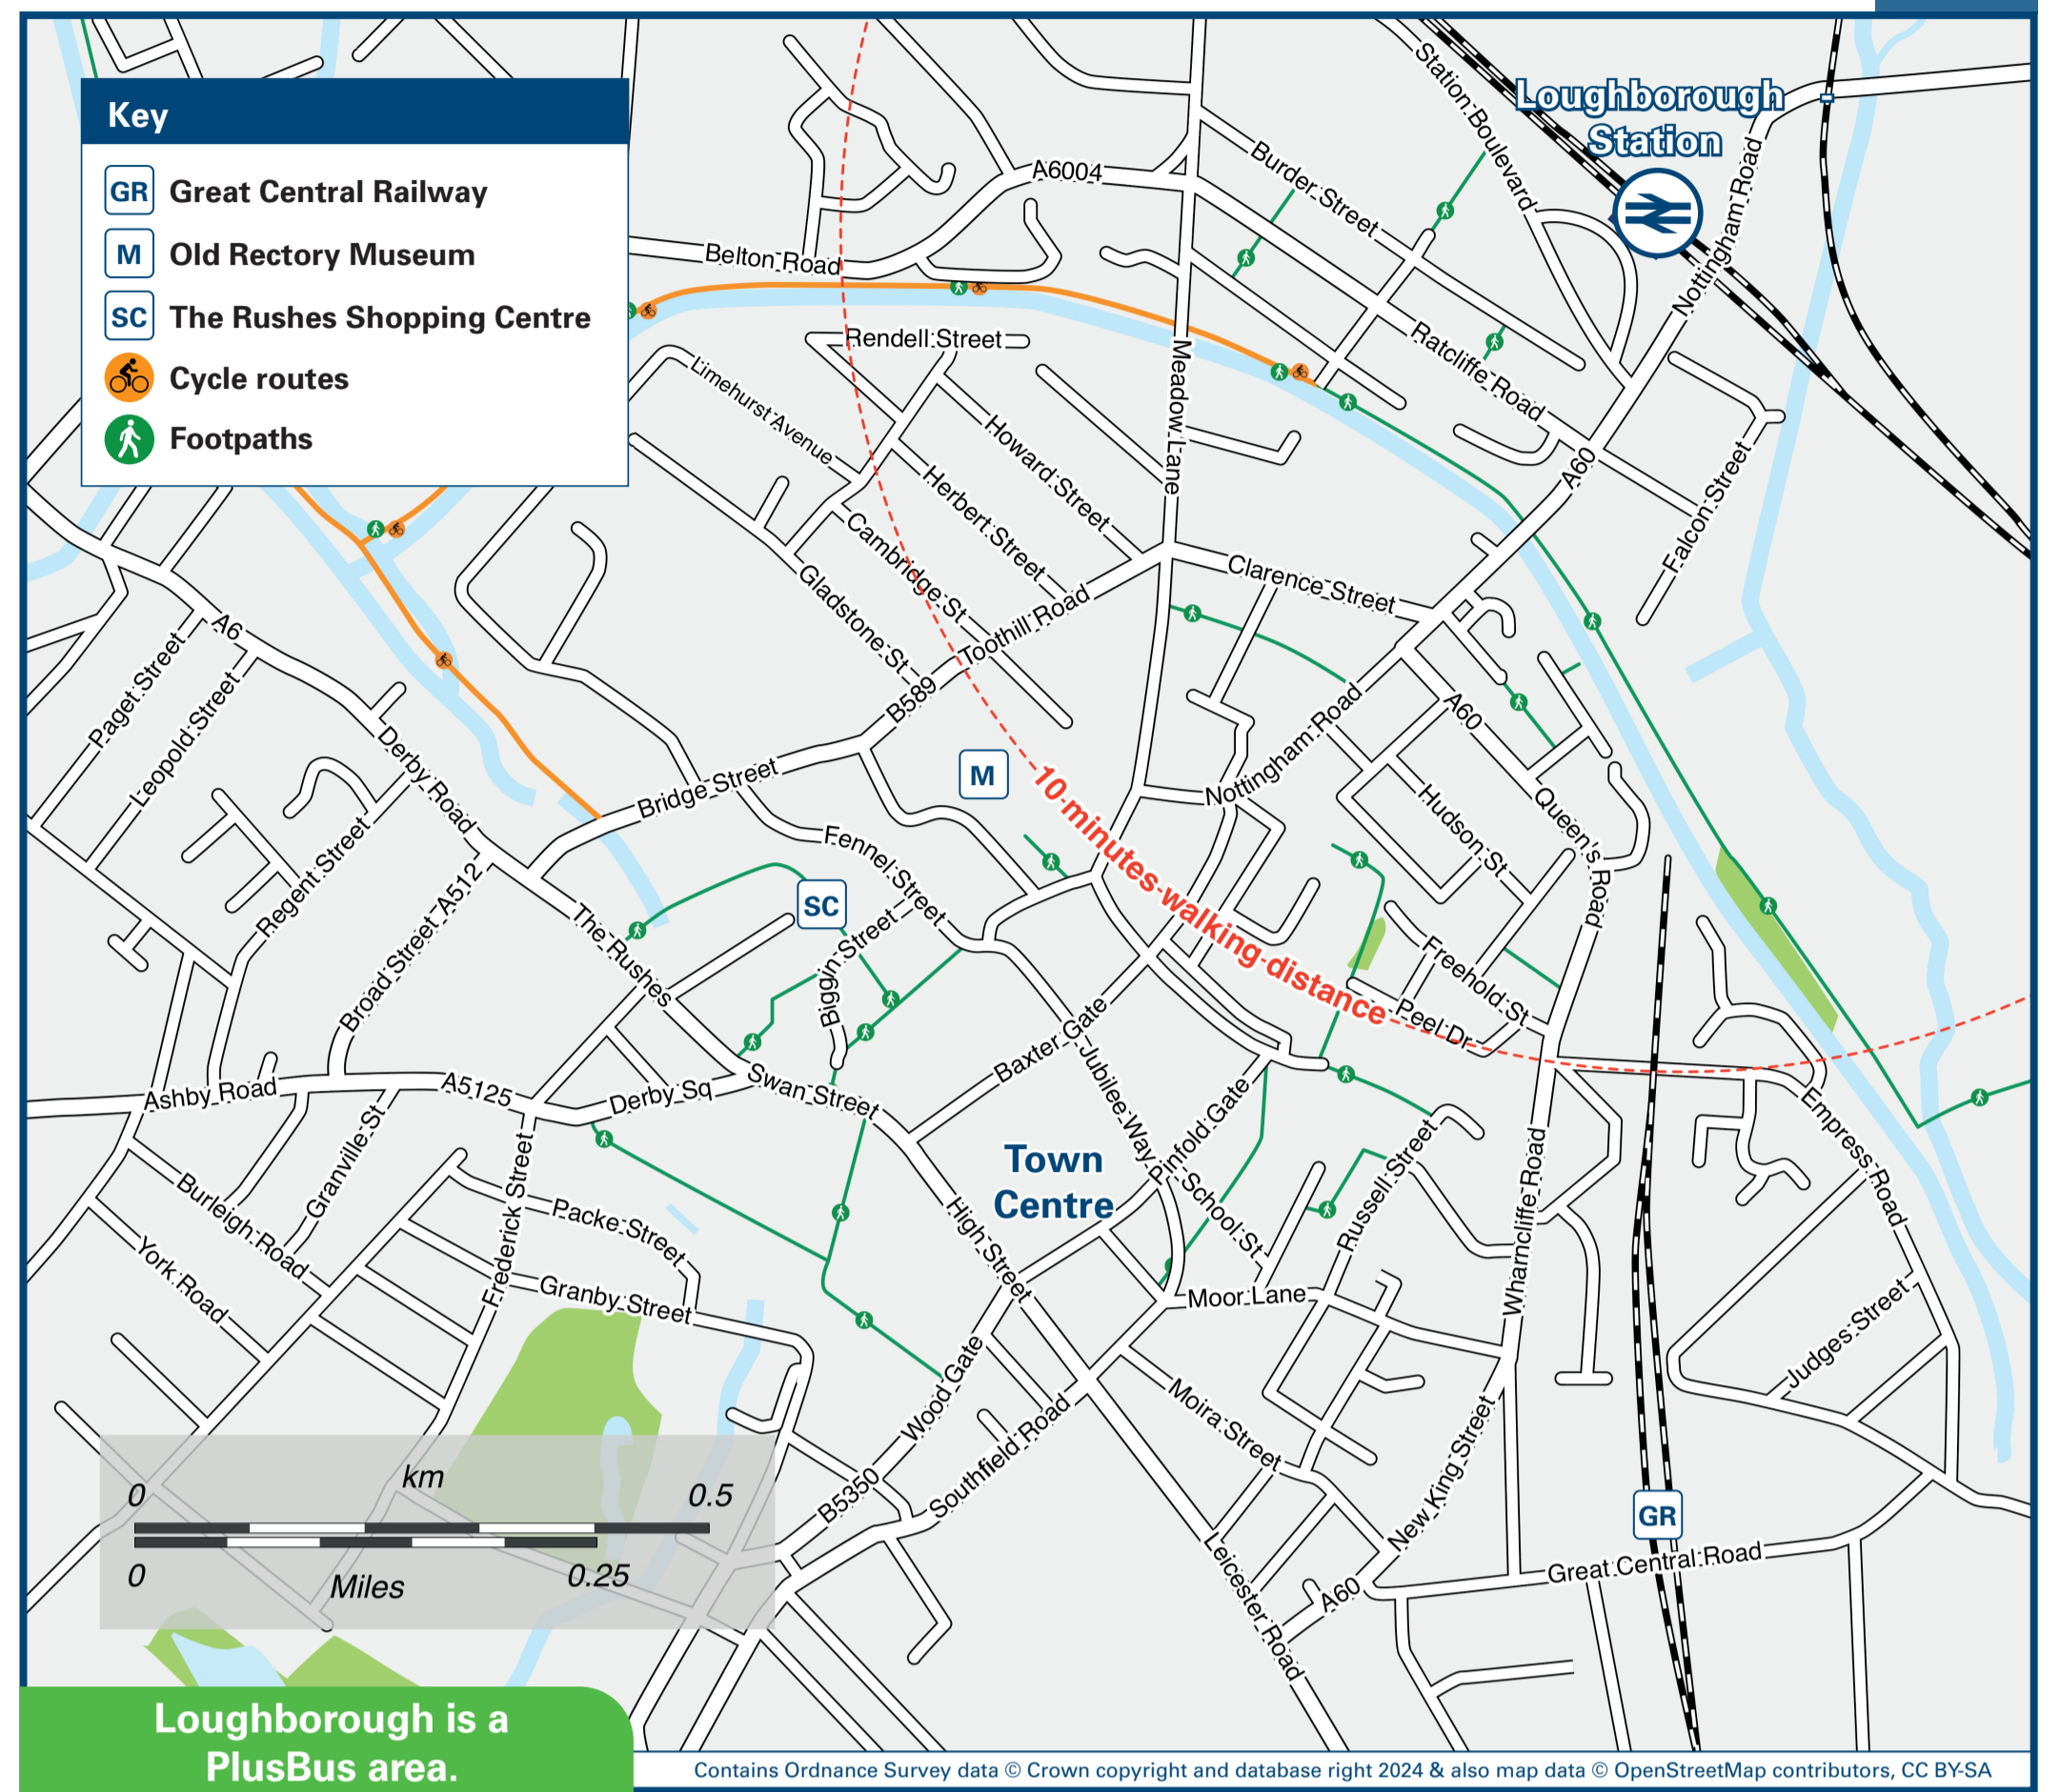 Key
GR Great Central Railway
M Old Rectory Museum
SC The Rushes Shopping Centre
Cycle routes
Footpaths
Loughborough
Station
Station Boulevard
Burder Street
A6004
Belton Road
Nottingham Road
Ratcliffe Road
Rendell Street
Limehurst Avenue
Meadow Lane
Howard Street
Herbert Street
Cambridge St
Gladstone St
A60
Falcon Street
Clarence Street
Toothill Road
B589
A6
Paget Street
Leopold Street
Derby Road
Bridge Street
M
Nottingham Road
A60
10 minutes walking distance
Hudson St
Queen's Road
Fennel Street
Regent Street
Broad Street A512
The Rushes
SC
Biggin Street
Freehold St
Peel Dr
Baxter Gate
Jubilee Way
Ashby Road
A5125
Derby Sq
Swan Street
Granville St
Frederick Street
Pinfold Gate
Town
Centre
School St
Russell Street
Wharncliffe Road
Empress Road
Burleigh Road
York Road
Packe Street
Granby Street
High Street
Moor Lane
Judges Street
Wood Gate
Moira Street
Southfield Road
B5350
New King Street
GR
Great Central Road
Leicester Road
A60
km
0 0.5
0 0.25
Miles
Loughborough is a
PlusBus area.
Contains Ordnance Survey data © Crown copyright and database right 2024 & also map data © OpenStreetMap contributors, CC BY-SA